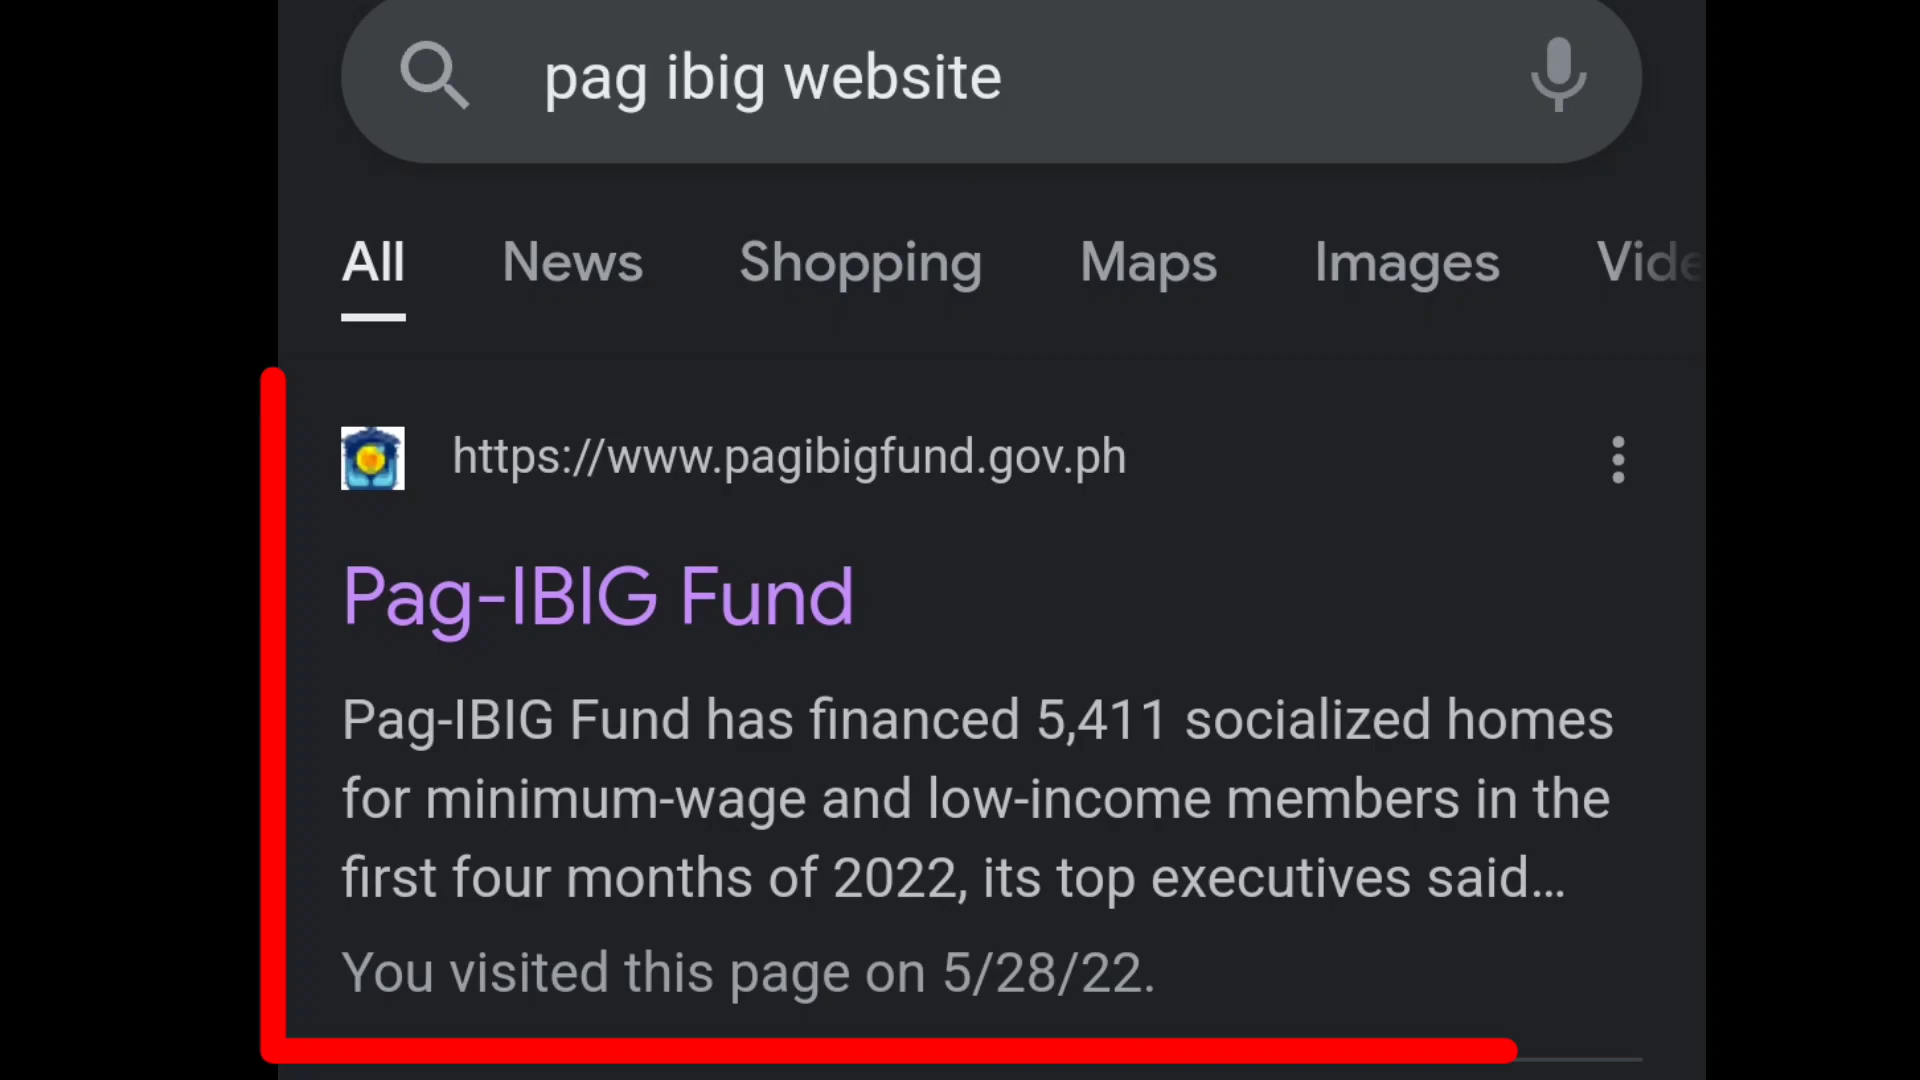 pag ibig website
All News Shopping Maps Images Vide
https://www.pagibigfund.gov.ph
Pag-IBIG Fund
Pag-IBIG Fund has financed 5,411 socialized homes
for minimum-wage and low-income members in the
first four months of 2022, its top executives said...
You visited this page on 5/28/22.